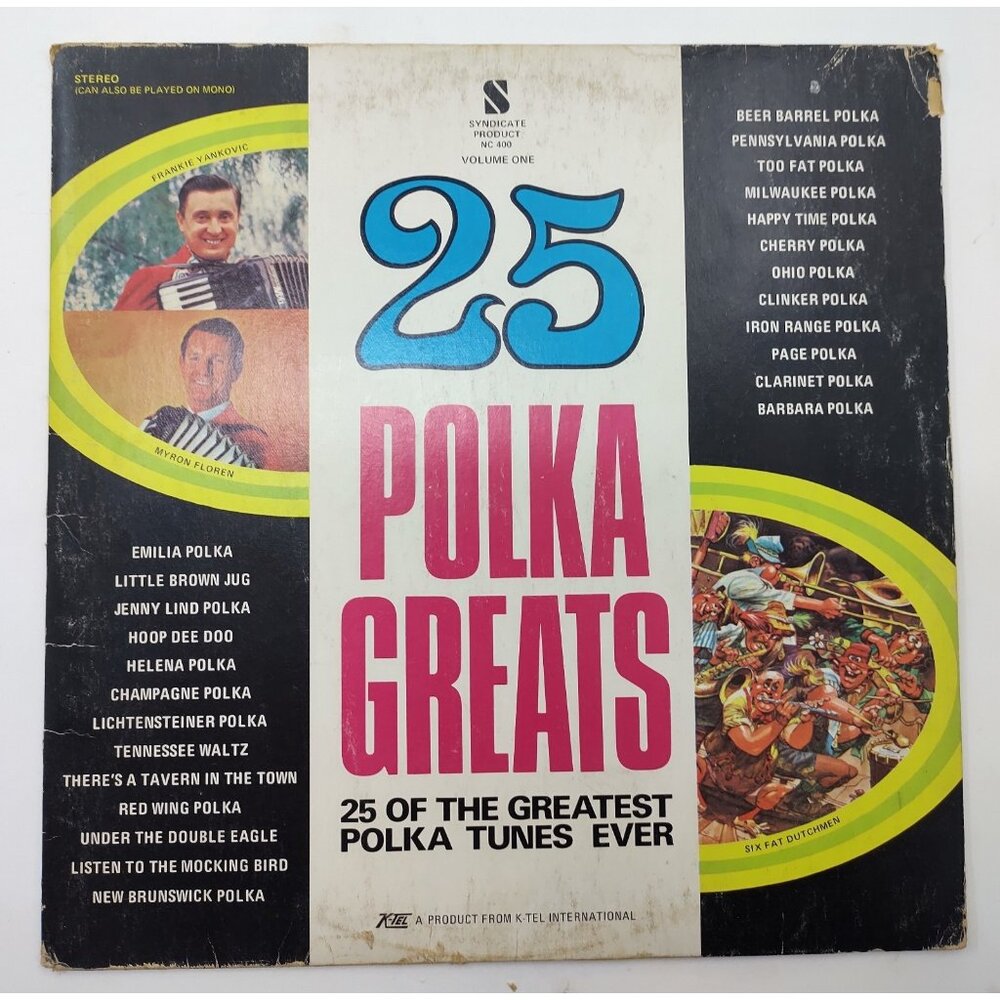 STEREO
(CAN ALSO BE PLAYED ON MONO)
FRANKIE YANKOVIC
MYRON FLOREN
EMILIA POLKA
LITTLE BROWN JUG
JENNY LIND POLKA
HOOP DEE DOO
HELENA POLKA
CHAMPAGNE POLKA
LICHTENSTEINER POLKA
TENNESSEE WALTZ
THERE'S A TAVERN IN THE TOWN
RED WING POLKA
UNDER THE DOUBLE EAGLE
LISTEN TO THE MOCKING BIRD
NEW BRUNSWICK POLKA
S
SYNDICATE
PRODUCT
NC 400
VOLUME ONE
25
POLKA
GREATS
25 OF THE GREATEST
POLKA TUNES EVER
K-TEL A PRODUCT FROM K-TEL INTERNATIONAL
BEER BARREL POLKA
PENNSYLVANIA POLKA
TOO FAT POLKA
MILWAUKEE POLKA
HAPPY TIME POLKA
CHERRY POLKA
OHIO POLKA
CLINKER POLKA
IRON RANGE POLKA
PAGE POLKA
CLARINET POLKA
BARBARA POLKA
SIX FAT DUTCHMEN